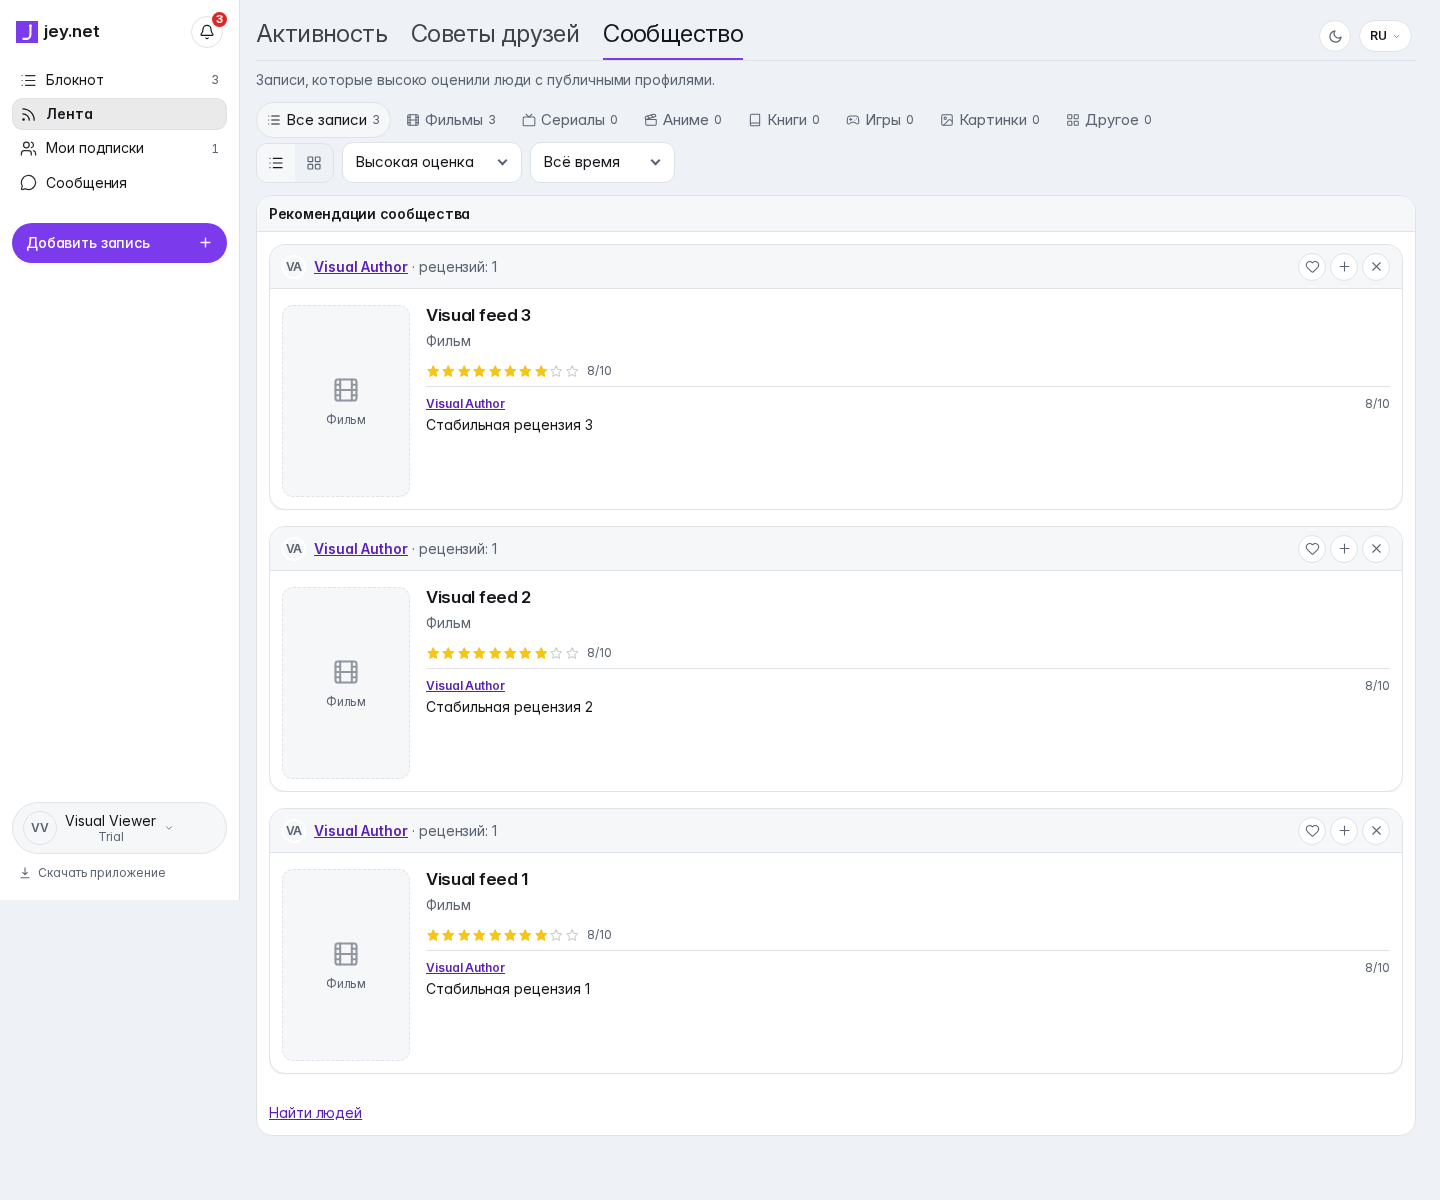 jey.net
3
Блокнот 3
Лента
Мои подписки 1
Сообщения
Добавить запись
Visual Viewer
VV
Trial
Скачать приложение
Активность Советы друзей Сообщество
RU
Записи, которые высоко оценили люди с публичными профилями.
Все записи 3 Фильмы 3 Сериалы 0 Аниме 0 Книги 0 Игры 0 Картинки 0 Другое 0
Высокая оценка Всё время
Рекомендации сообщества
VA Visual Author · рецензий: 1
Visual feed 3
Фильм
8/10
Фильм
Visual Author 8/10
Стабильная рецензия 3
VA Visual Author · рецензий: 1
Visual feed 2
Фильм
8/10
Фильм
Visual Author 8/10
Стабильная рецензия 2
VA Visual Author · рецензий: 1
Visual feed 1
Фильм
8/10
Фильм
Visual Author 8/10
Стабильная рецензия 1
Найти людей